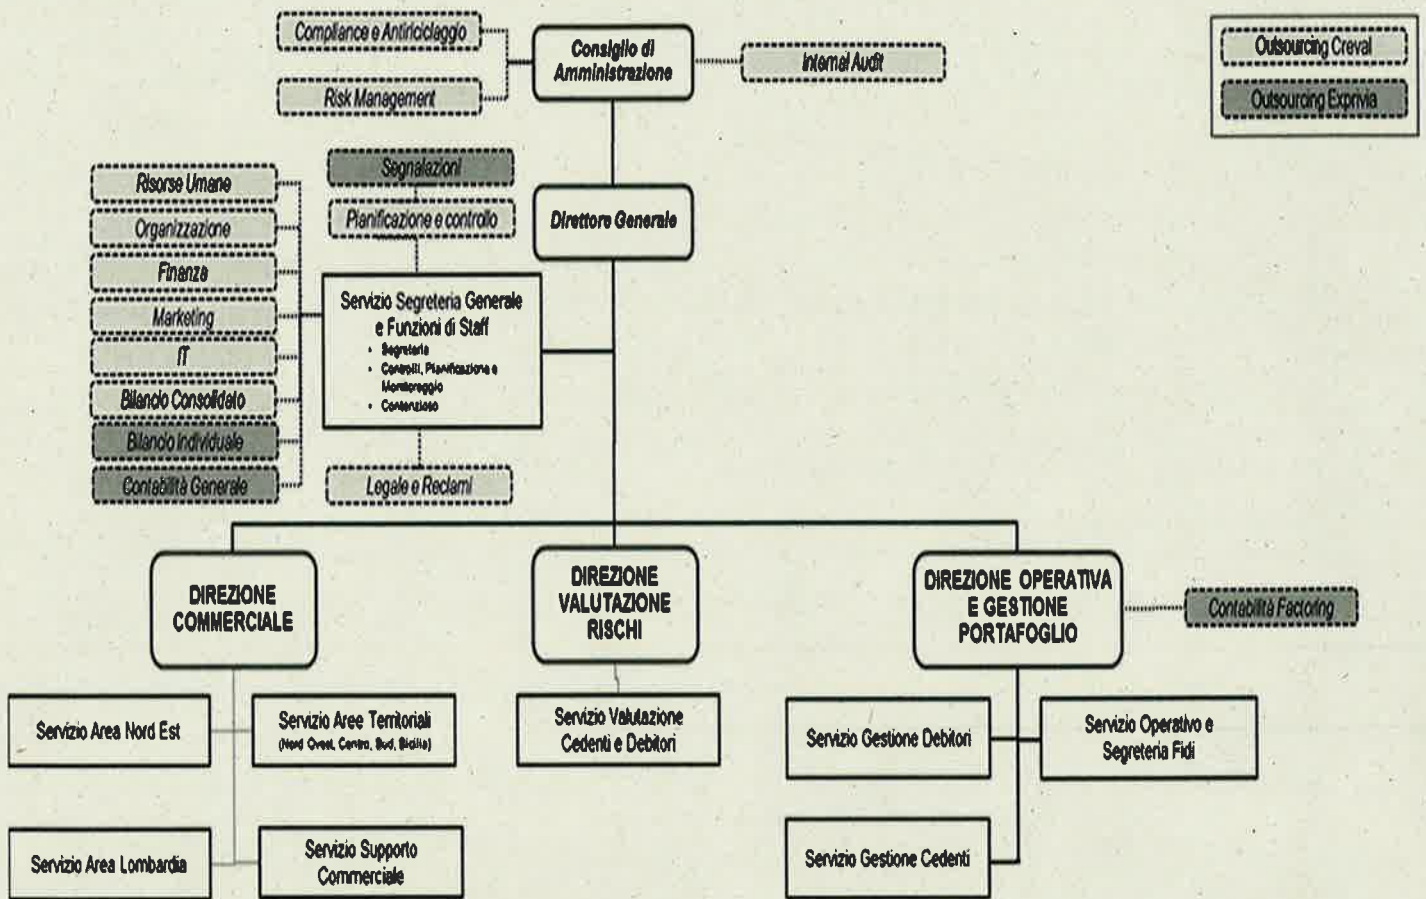 Compliance e Antiriciclaggio
Consiglio di
Amministrazione
Internal Audit
Outsourcing Creval
Risk Management
Outsourcing Exprivia
Segnalazioni
Risorse Umane
Pianificazione e controllo
Direttore Generale
Organizzazione
Finanza
Marketing
IT
Bilancio Consolidato
Bilancio Individuale
Contabilità Generale
Servizio Segreteria Generale
e Funzioni di Staff
• Segreteria
• Controlli, Pianificazione e
Monitoraggio
• Contenzioso
Legale e Reclami
DIREZIONE
COMMERCIALE
DIREZIONE
VALUTAZIONE
RISCHI
DIREZIONE OPERATIVA
E GESTIONE
PORTAFOGLIO
Contabilità Factoring
Servizio Area Nord Est
Servizio Aree Territoriali
(Nord Ovest, Centro, Sud, Sicilia)
Servizio Valutazione
Cedenti e Debitori
Servizio Gestione Debitori
Servizio Operativo e
Segreteria Fidi
Servizio Area Lombardia
Servizio Supporto
Commerciale
Servizio Gestione Cedenti